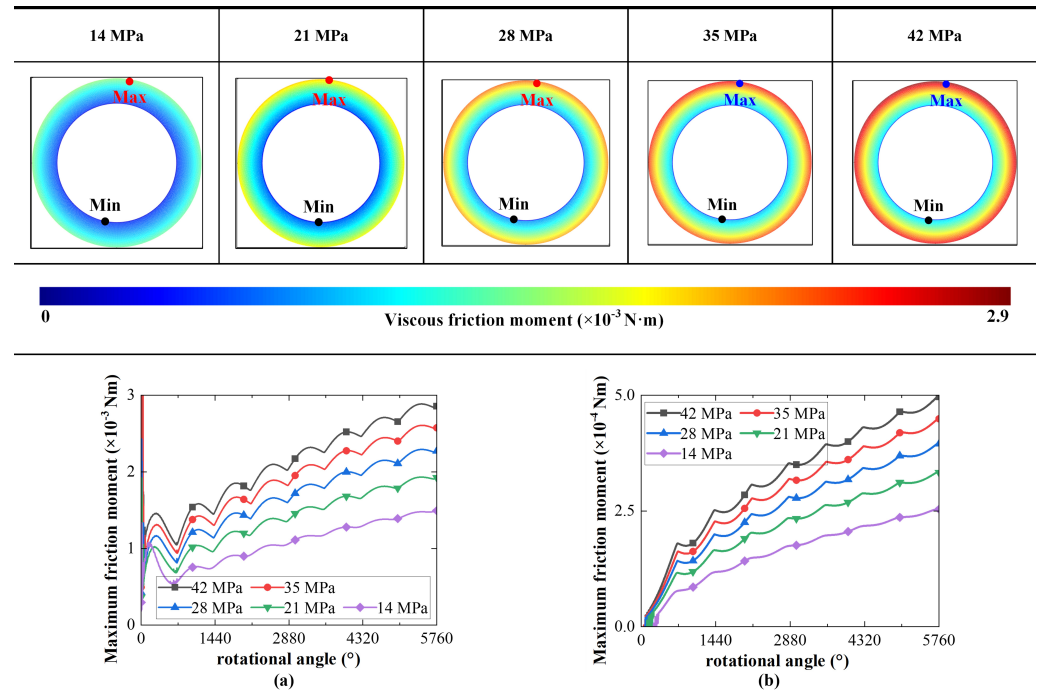 14 MPa 21 MPa 28 MPa 35 MPa 42 MPa
Max Max Max Max Max
Min Min Min Min Min
0 2.9
Viscous friction moment (×10⁻³ N·m)
Maximum friction moment (×10⁻³ Nm)
3
2
1
0
42 MPa 35 MPa
28 MPa 21 MPa 14 MPa
0 1440 2880 4320 5760
rotational angle (°)
(a)
Maximum friction moment (×10⁻⁴ Nm)
5.0
2.5
0.0
42 MPa 35 MPa
28 MPa 21 MPa
14 MPa
0 1440 2880 4320 5760
rotational angle (°)
(b)